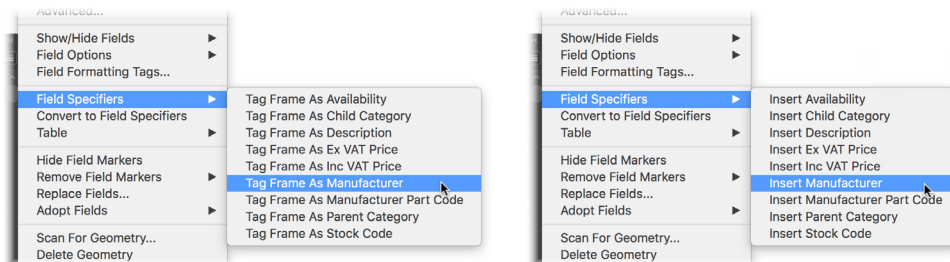 Advanced...
Show/Hide Fields
Field Options
Field Formatting Tags...
Field Specifiers
Convert to Field Specifiers
Table
Hide Field Markers
Remove Field Markers
Replace Fields...
Adopt Fields
Scan For Geometry...
Delete Geometry
Tag Frame As Availability
Tag Frame As Child Category
Tag Frame As Description
Tag Frame As Ex VAT Price
Tag Frame As Inc VAT Price
Tag Frame As Manufacturer
Tag Frame As Manufacturer Part Code
Tag Frame As Parent Category
Tag Frame As Stock Code
Advanced...
Show/Hide Fields
Field Options
Field Formatting Tags...
Field Specifiers
Convert to Field Specifiers
Table
Hide Field Markers
Remove Field Markers
Replace Fields...
Adopt Fields
Scan For Geometry...
Delete Geometry
Insert Availability
Insert Child Category
Insert Description
Insert Ex VAT Price
Insert Inc VAT Price
Insert Manufacturer
Insert Manufacturer Part Code
Insert Parent Category
Insert Stock Code